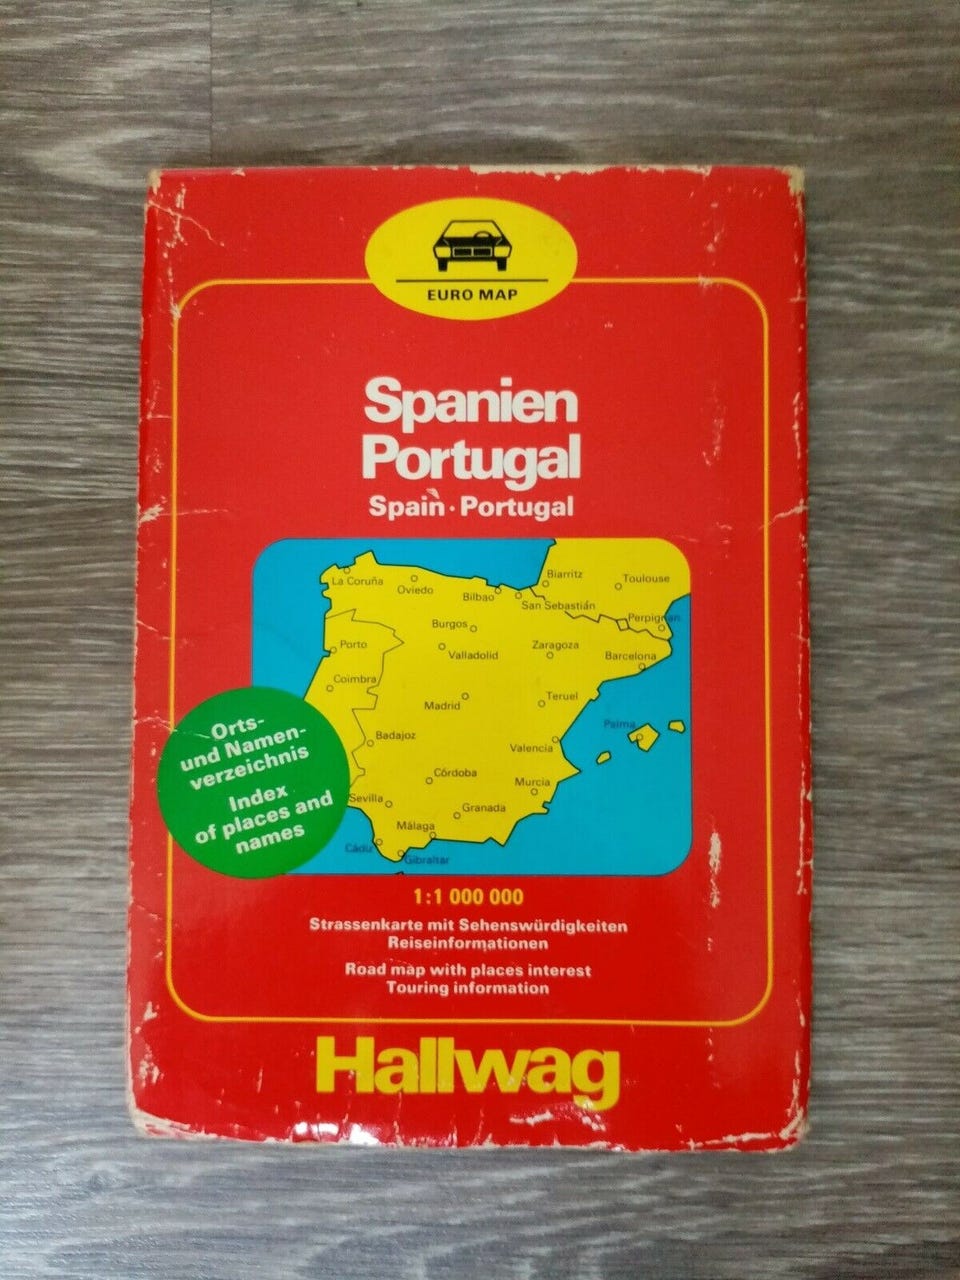 EURO MAP
Spanien
Portugal
Spain · Portugal
La Coruña
Oviedo
Bilbao
San Sebastián
Biarritz
Toulouse
Perpignan
Burgos
Valladolid
Zaragoza
Barcelona
Porto
Coimbra
Madrid
Teruel
Palma
Badajoz
Valencia
Córdoba
Murcia
Sevilla
Granada
Málaga
Cádiz
Gibraltar
Orts-
und Namen-
verzeichnis
Index
of places and
names
1:1 000 000
Strassenkarte mit Sehenswürdigkeiten
Reiseinformationen
Road map with places interest
Touring information
Hallwag